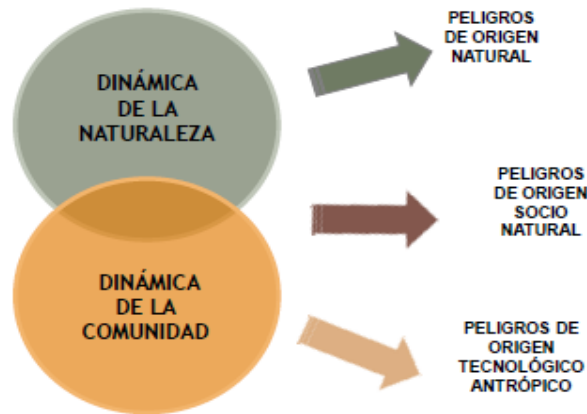 DINÁMICA
DE LA
NATURALEZA
PELIGROS
DE ORIGEN
NATURAL
PELIGROS
DE ORIGEN
SOCIO
NATURAL
DINÁMICA
DE LA
COMUNIDAD
PELIGROS DE
ORIGEN
TECNOLÓGICO
ANTRÓPICO